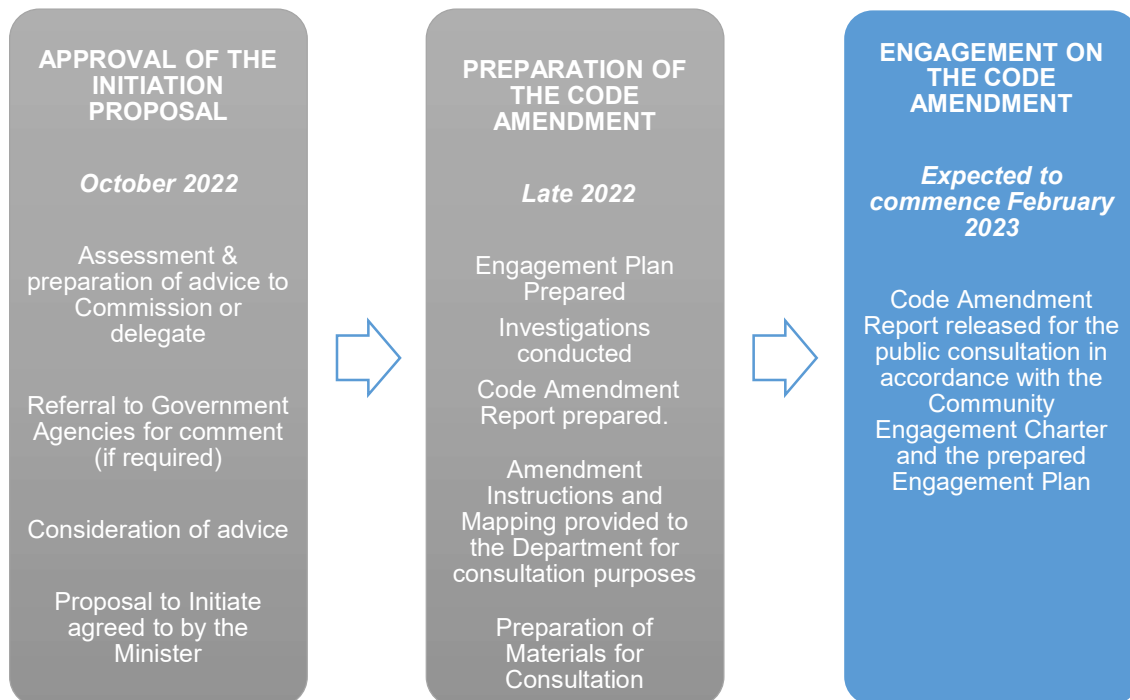 APPROVAL OF THE
INITIATION
PROPOSAL
October 2022
Assessment &
preparation of advice to
Commission or
delegate
Referral to Government
Agencies for comment
(if required)
Consideration of advice
Proposal to Initiate
agreed to by the
Minister
PREPARATION OF
THE CODE
AMENDMENT
Late 2022
Engagement Plan
Prepared
Investigations
conducted
Code Amendment
Report prepared.
Amendment
Instructions and
Mapping provided to
the Department for
consultation purposes
Preparation of
Materials for
Consultation
ENGAGEMENT ON
THE CODE
AMENDMENT
Expected to
commence February
2023
Code Amendment
Report released for the
public consultation in
accordance with the
Community
Engagement Charter
and the prepared
Engagement Plan